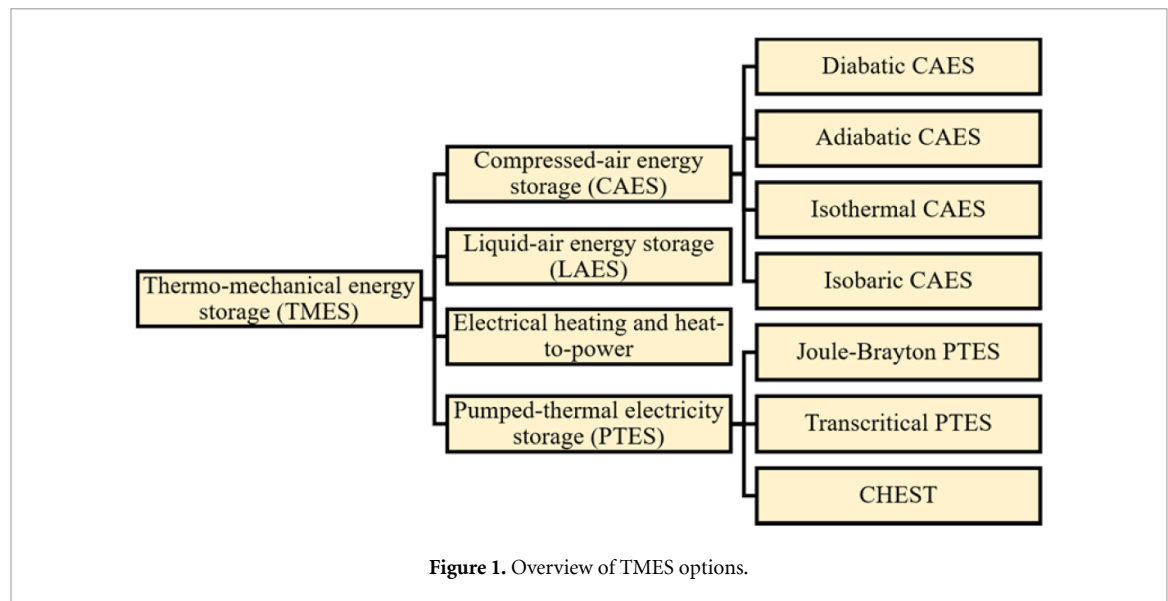 Thermo-mechanical energy
storage (TMES)
Compressed-air energy
storage (CAES)
Liquid-air energy storage
(LAES)
Electrical heating and heat-
to-power
Pumped-thermal electricity
storage (PTES)
Diabatic CAES
Adiabatic CAES
Isothermal CAES
Isobaric CAES
Joule-Brayton PTES
Transcritical PTES
CHEST
Figure 1. Overview of TMES options.